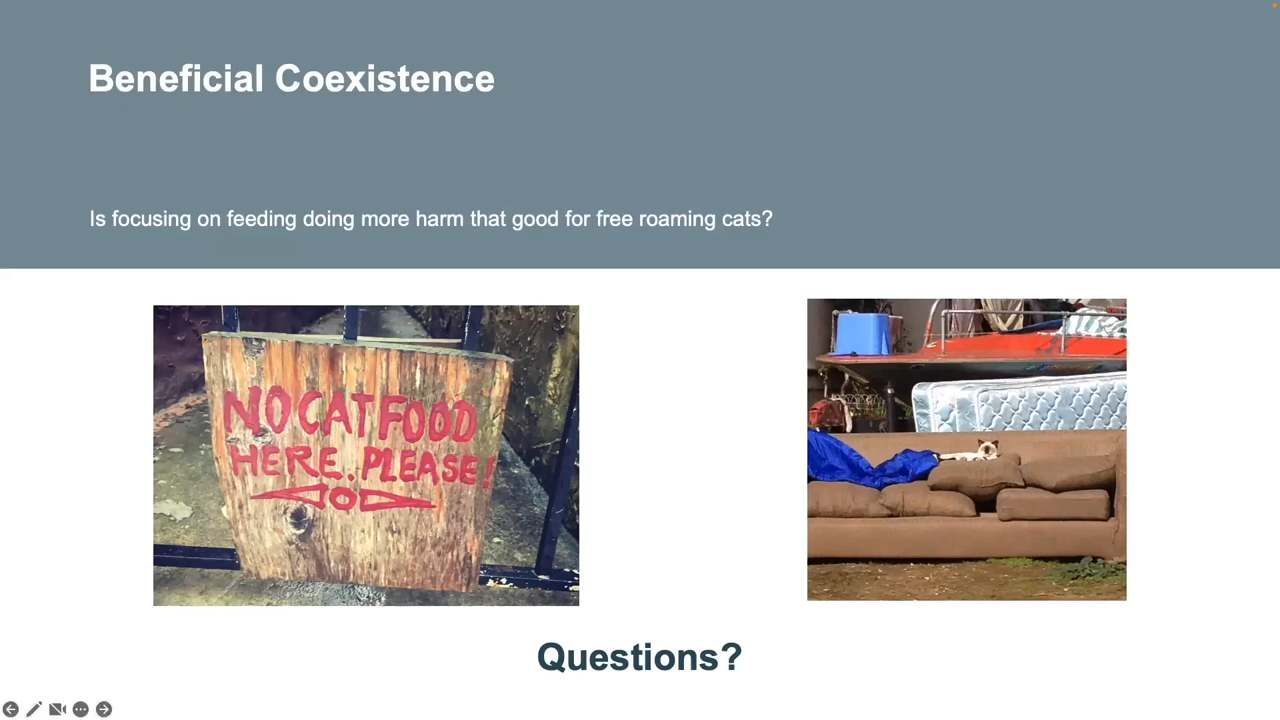 Beneficial Coexistence
Is focusing on feeding doing more harm that good for free roaming cats?
NO CAT FOOD
HERE. PLEASE!
Questions?